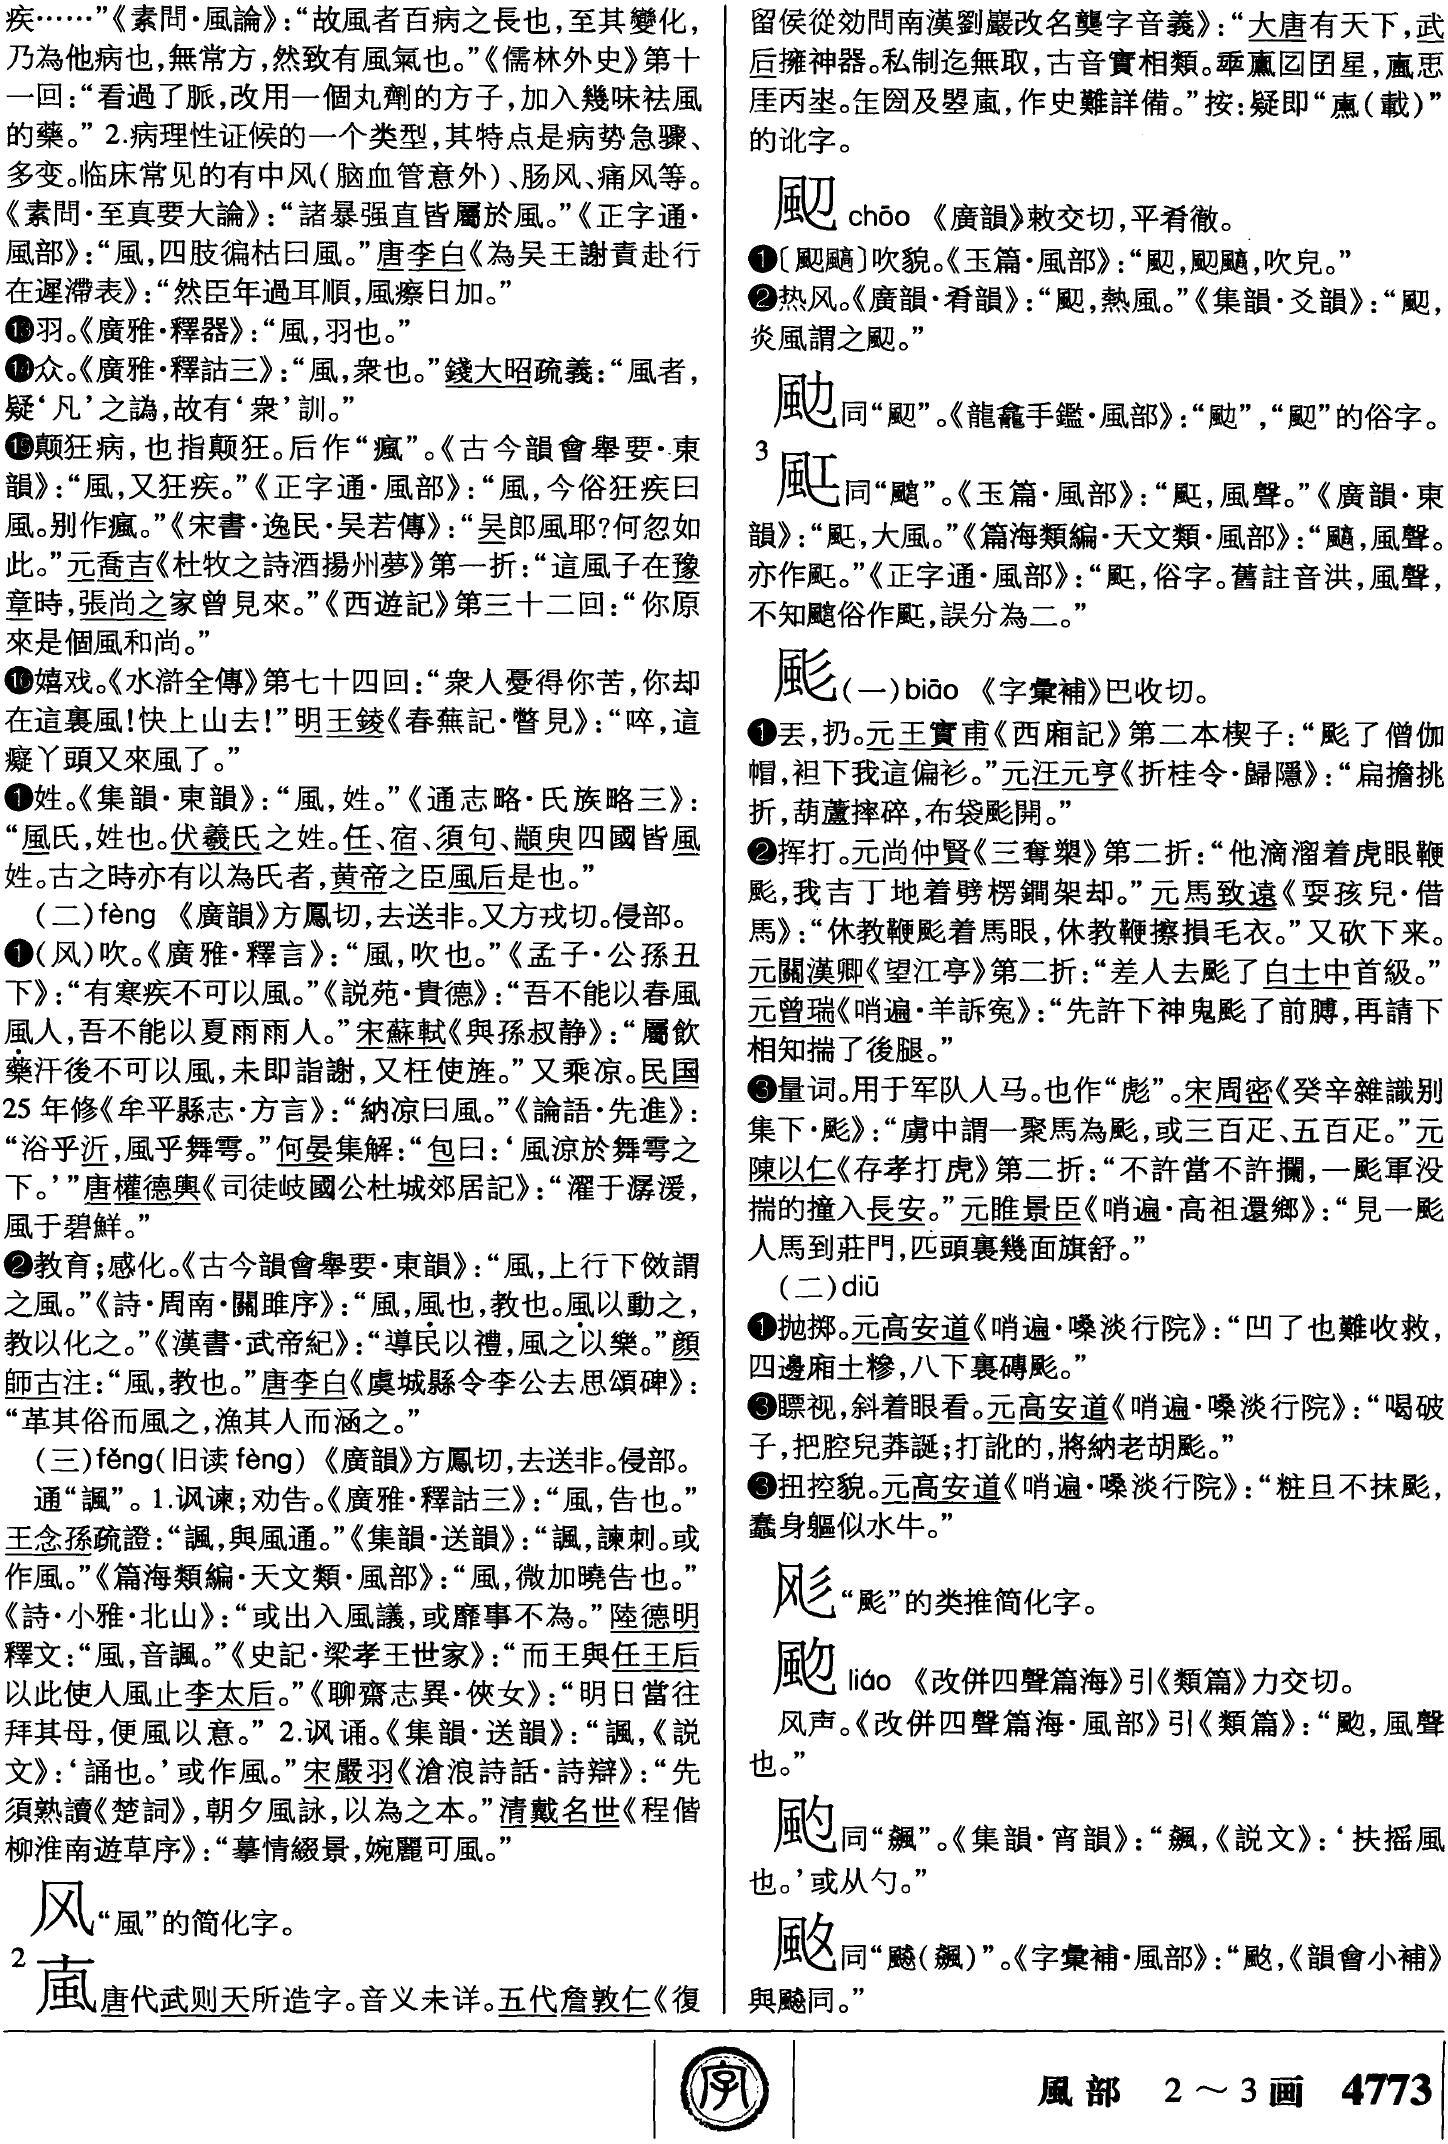 疾……”《素問·風論》：“故風者百病之長也，至其變化，
乃為他病也，無常方，然致有風氣也。”《儒林外史》第十
一回：“看過了脈，改用一個丸劑的方子，加入幾味祛風
的藥。” 2.病理性证候的一个类型，其特点是病势急骤、
多变。临床常见的有中风（脑血管意外）、肠风、痛风等。
《素問·至真要大論》：“諸暴强直皆屬於風。”《正字通·
風部》：“風，四肢徧枯曰風。”唐李白《為吴王謝責赴行
在遲滯表》：“然臣年過耳順，風瘵日加。”
⓭羽。《廣雅·釋器》：“風，羽也。”
⓮众。《廣雅·釋詁三》：“風，衆也。”錢大昭疏義：“風者，
疑‘凡’之譌，故有‘衆’訓。”
⓯颠狂病，也指颠狂。后作“瘋”。《古今韻會舉要·東
韻》：“風，又狂疾。”《正字通·風部》：“風，今俗狂疾曰
風。别作瘋。”《宋書·逸民·吴若傳》：“吴郎風耶？何忽如
此。”元喬吉《杜牧之詩酒揚州夢》第一折：“這風子在豫
章時，張尚之家曾見來。”《西遊記》第三十二回：“你原
來是個風和尚。”
⓰嬉戏。《水滸全傳》第七十四回：“衆人憂得你苦，你却
在這裏風！快上山去！”明王錂《春蕪記·瞥見》：“啐，這
癡丫頭又來風了。”
❶姓。《集韻·東韻》：“風，姓。”《通志略·氏族略三》：
“風氏，姓也。伏羲氏之姓。任、宿、須句、顓臾四國皆風
姓。古之時亦有以為氏者，黄帝之臣風后是也。”
（二）fèng 《廣韻》方鳳切，去送非。又方戎切。侵部。
❶（风）吹。《廣雅·釋言》：“風，吹也。”《孟子·公孫丑
下》：“有寒疾不可以風。”《説苑·貴德》：“吾不能以春風
風人，吾不能以夏雨雨人。”宋蘇軾《與孫叔静》：“屬飲
藥汗後不可以風，未即詣謝，又枉使旌。”又乘凉。民国
25 年修《牟平縣志·方言》：“納凉曰風。”《論語·先進》：
“浴乎沂，風乎舞雩。”何晏集解：“包曰：‘風涼於舞雩之
下。’”唐權德輿《司徒岐國公杜城郊居記》：“濯于潺湲，
風于碧鮮。”
❷教育；感化。《古今韻會舉要·東韻》：“風，上行下傚謂
之風。”《詩·周南·關雎序》：“風，風也，教也。風以動之，
教以化之。”《漢書·武帝紀》：“導民以禮，風之以樂。”顔
師古注：“風，教也。”唐李白《虞城縣令李公去思頌碑》：
“革其俗而風之，漁其人而涵之。”
（三）fěng（旧读 fèng） 《廣韻》方鳳切，去送非。侵部。
通“諷”。1.讽谏；劝告。《廣雅·釋詁三》：“風，告也。”
王念孫疏證：“諷，與風通。”《集韻·送韻》：“諷，諫刺。或
作風。”《篇海類編·天文類·風部》：“風，微加曉告也。”
《詩·小雅·北山》：“或出入風議，或靡事不為。”陸德明
釋文：“風，音諷。”《史記·梁孝王世家》：“而王與任王后
以此使人風止李太后。”《聊齋志異·俠女》：“明日當往
拜其母，便風以意。” 2.讽诵。《集韻·送韻》：“諷，《説
文》：‘誦也。’或作風。”宋嚴羽《滄浪詩話·詩辯》：“先
須熟讀《楚詞》，朝夕風詠，以為之本。”清戴名世《程偕
柳淮南遊草序》：“摹情綴景，婉麗可風。”
风“風”的简化字。
2
唐代武则天所造字。音义未详。五代詹敦仁《復
留侯從効問南漢劉巖改名龑字音義》：“大唐有天下，武
后擁神器。私制迄無取，古音實相類。𠦚星，
及曌，作史難詳備。”按：疑即“（載）”
的讹字。
䬤 chāo 《廣韻》敕交切，平肴徹。
❶〔䫿䫹〕吹貌。《玉篇·風部》：“䫿，䫿䫹，吹皃。”
❷热风。《廣韻·肴韻》：“䫿，熱風。”《集韻·爻韻》：“䫿，
炎風謂之䫿。”
同“䫿”。《龍龕手鑑·風部》：“”，“䫿”的俗字。
3
䫹同“䫺”。《玉篇·風部》：“䫹，風聲。”《廣韻·東
韻》：“䫹，大風。”《篇海類編·天文類·風部》：“䫺，風聲。
亦作䫹。”《正字通·風部》：“䫹，俗字。舊註音洪，風聲，
不知䫺俗作䫹，誤分為二。”
颩（一）biāo 《字彙補》巴收切。
❶丟，扔。元王實甫《西廂記》第二本楔子：“颩了僧伽
帽，袒下我這偏衫。”元汪元亨《折桂令·歸隱》：“扁擔挑
折，葫蘆摔碎，布袋颩開。”
❷挥打。元尚仲賢《三奪槊》第二折：“他滴溜着虎眼鞭
颩，我吉丁地着劈楞鐧架却。”元馬致遠《耍孩兒·借
馬》：“休教鞭颩着馬眼，休教鞭擦損毛衣。”又砍下来。
元關漢卿《望江亭》第二折：“差人去颩了白士中首級。”
元曾瑞《哨遍·羊訴冤》：“先許下神鬼颩了前膊，再請下
相知揣了後腿。”
❸量词。用于军队人马。也作“彪”。宋周密《癸辛雜識别
集下·颩》：“虜中謂一聚馬為颩，或三百疋、五百疋。”元
陳以仁《存孝打虎》第二折：“不許當不許攔，一颩軍没
揣的撞入長安。”元睢景臣《哨遍·高祖還鄉》：“見一颩
人馬到莊門，匹頭裏幾面旗舒。”
（二）diū
❶抛掷。元高安道《哨遍·嗓淡行院》：“凹了也難收救，
四邊廂土糝，八下裏磚颩。”
❸瞟视，斜着眼看。元高安道《哨遍·嗓淡行院》：“喝破
子，把腔兒莽誕；打訛的，將納老胡颩。”
❸扭控貌。元高安道《哨遍·嗓淡行院》：“粧旦不抹颩，
蠢身軀似水牛。”
“颩”的类推简化字。
liáo 《改併四聲篇海》引《類篇》力交切。
风声。《改併四聲篇海·風部》引《類篇》：“，風聲
也。”
同“飆”。《集韻·宵韻》：“飆，《説文》：‘扶摇風
也。’或从勺。”
同“飈（飆）”。《字彙補·風部》：“，《韻會小補》
與飈同。”
字
風部 2～3画 4773